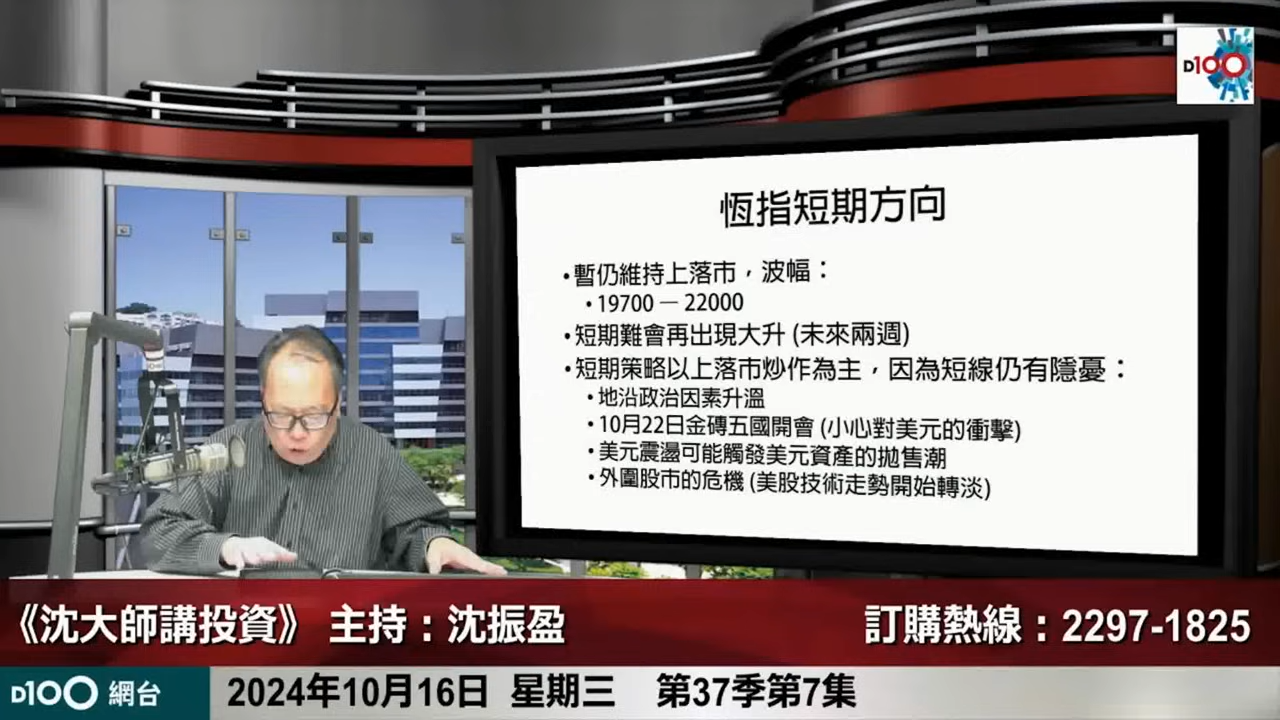 D100
恆指短期方向
•暫仍維持上落市，波幅：
•19700 — 22000
•短期難會再出現大升 (未來兩週)
•短期策略以上落市炒作為主，因為短線仍有隱憂：
•地沿政治因素升溫
•10月22日金磚五國開會 (小心對美元的衝擊)
•美元震盪可能觸發美元資產的拋售潮
•外圍股市的危機 (美股技術走勢開始轉淡)
《沈大師講投資》 主持：沈振盈 訂購熱線：2297-1825
D100 網台 2024年10月16日 星期三 第37季第7集